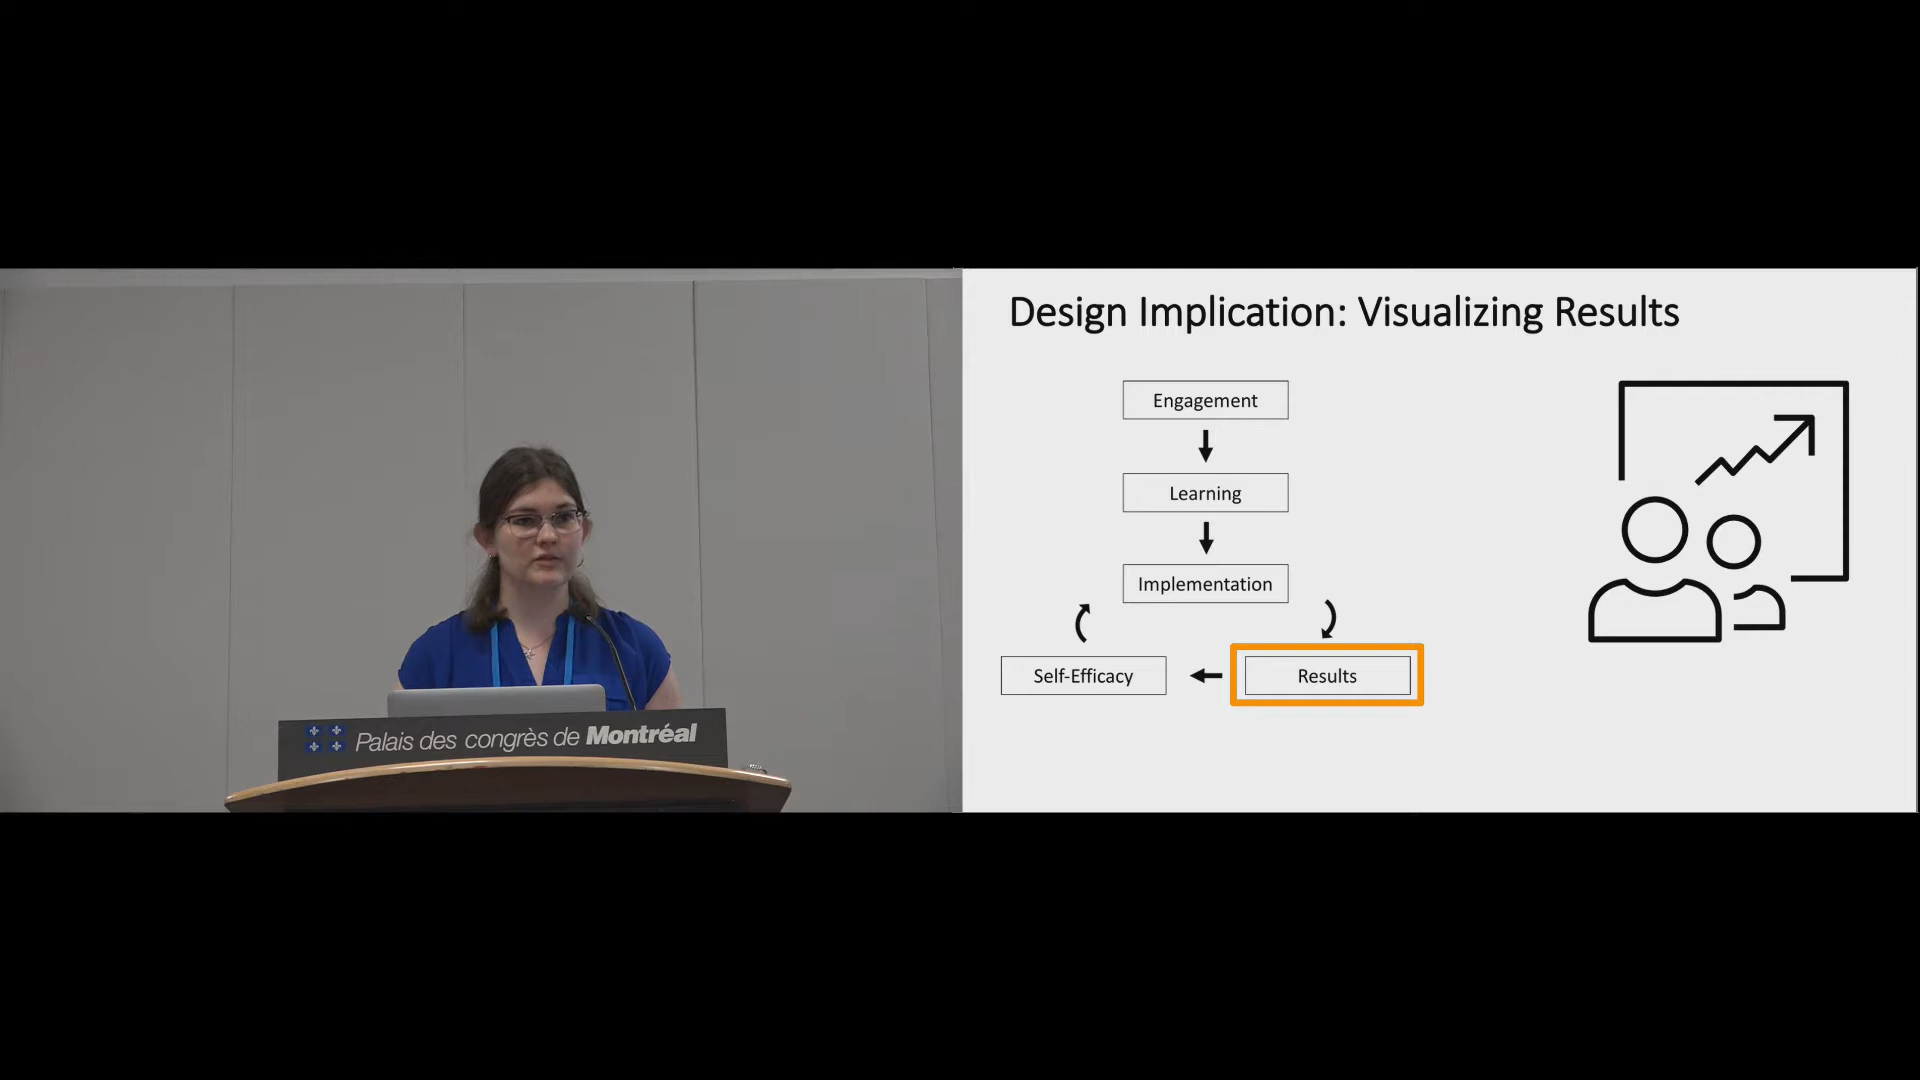 Design Implication: Visualizing Results
Engagement
Learning
Implementation
Self-Efficacy
Results
Palais des congrès de Montréal